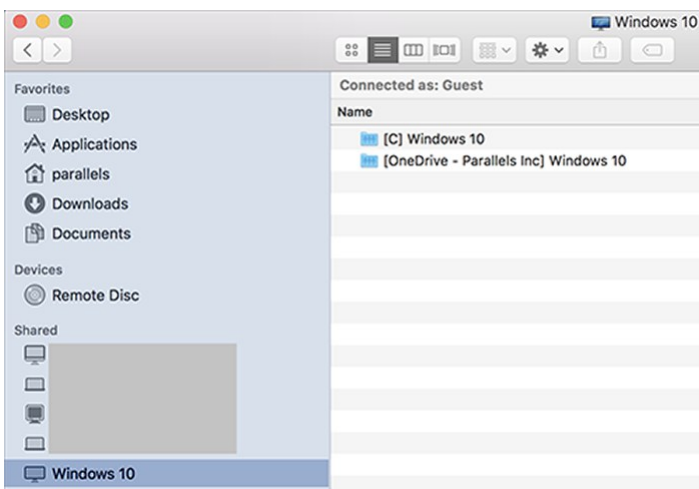 Windows 10
Favorites
Desktop
Applications
parallels
Downloads
Documents
Devices
Remote Disc
Shared
Windows 10
Connected as: Guest
Name
[C] Windows 10
[OneDrive - Parallels Inc] Windows 10